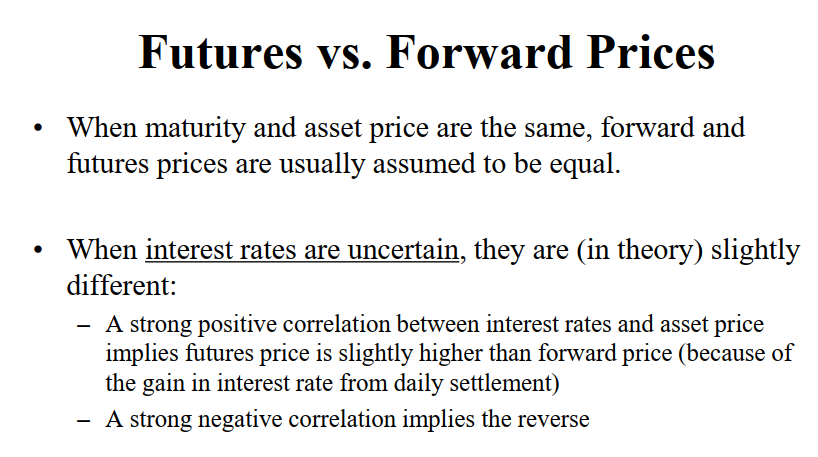 Futures vs. Forward Prices
• When maturity and asset price are the same, forward and
futures prices are usually assumed to be equal.
• When interest rates are uncertain, they are (in theory) slightly
different:
– A strong positive correlation between interest rates and asset price
implies futures price is slightly higher than forward price (because of
the gain in interest rate from daily settlement)
– A strong negative correlation implies the reverse